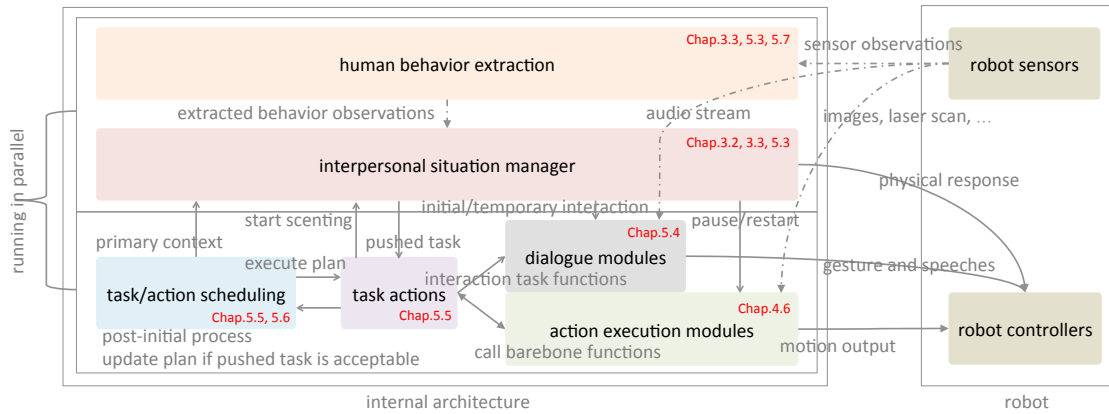 Chap.3.3, 5.3, 5.7
human behavior extraction
sensor observations
robot sensors
extracted behavior observations
audio stream
images, laser scan, ...
Chap.3.2, 3.3, 5.3
interpersonal situation manager
running in parallel
physical response
initial/temporary interaction
start scenting
pause/restart
primary context
pushed task
Chap.5.4
dialogue modules
execute plan
gesture and speeches
interaction task functions
task/action scheduling
task actions
Chap.5.5, 5.6
Chap.5.5
Chap.4.6
action execution modules
robot controllers
post-initial process
update plan if pushed task is acceptable
call barebone functions
motion output
internal architecture
robot